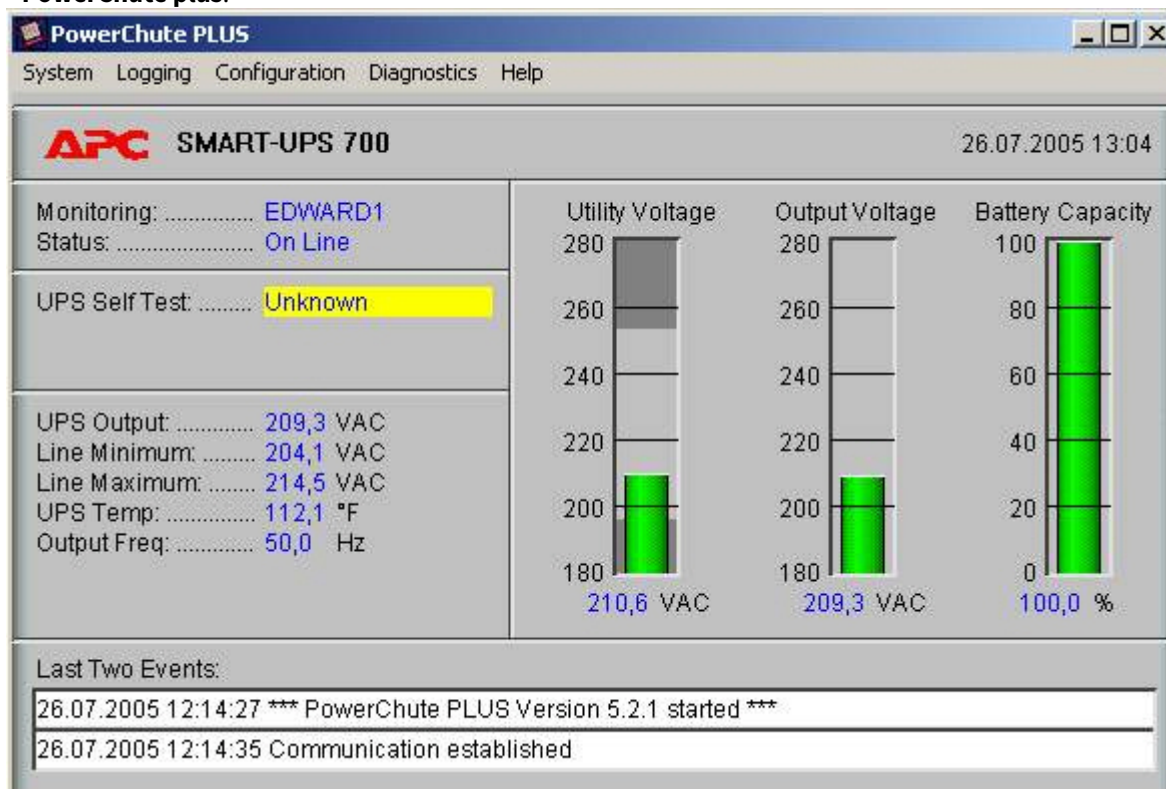 PowerChute plus.
PowerChute PLUS
System Logging Configuration Diagnostics Help
APC SMART-UPS 700 26.07.2005 13:04
Monitoring: .............. EDWARD1
Status: ...................... On Line
UPS Self Test: ......... Unknown
UPS Output: ............. 209,3 VAC
Line Minimum: ......... 204,1 VAC
Line Maximum: ........ 214,5 VAC
UPS Temp: ............... 112,1 °F
Output Freq: ............. 50,0 Hz
Utility Voltage Output Voltage Battery Capacity
280 280 100
260 260 80
240 240 60
220 220 40
200 200 20
180 180 0
210,6 VAC 209,3 VAC 100,0 %
Last Two Events:
26.07.2005 12:14:27 *** PowerChute PLUS Version 5.2.1 started ***
26.07.2005 12:14:35 Communication established